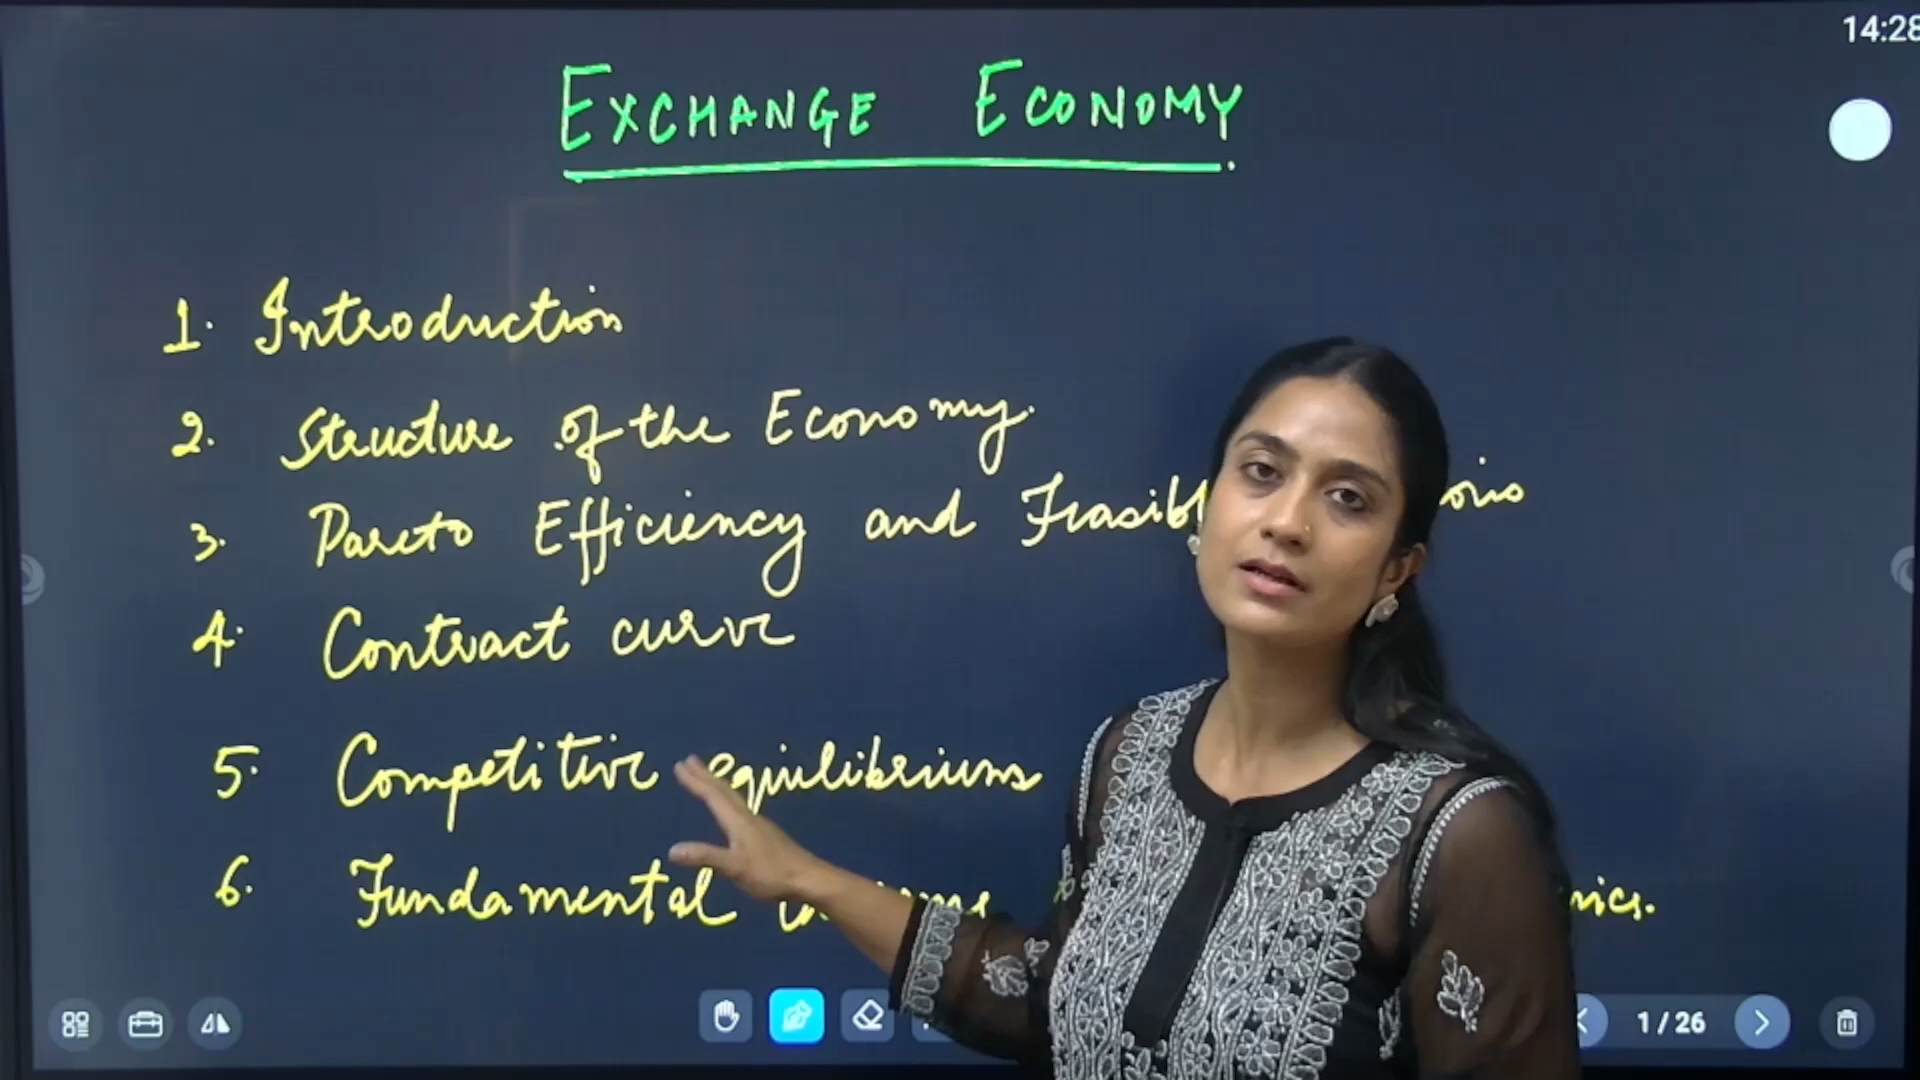 14:28
EXCHANGE ECONOMY.
1. Introduction
2. Structure of the Economy.
3. Pareto Efficiency and
4. Contract curve
5. Competitive equilibriums
6. Fundamental
1/26